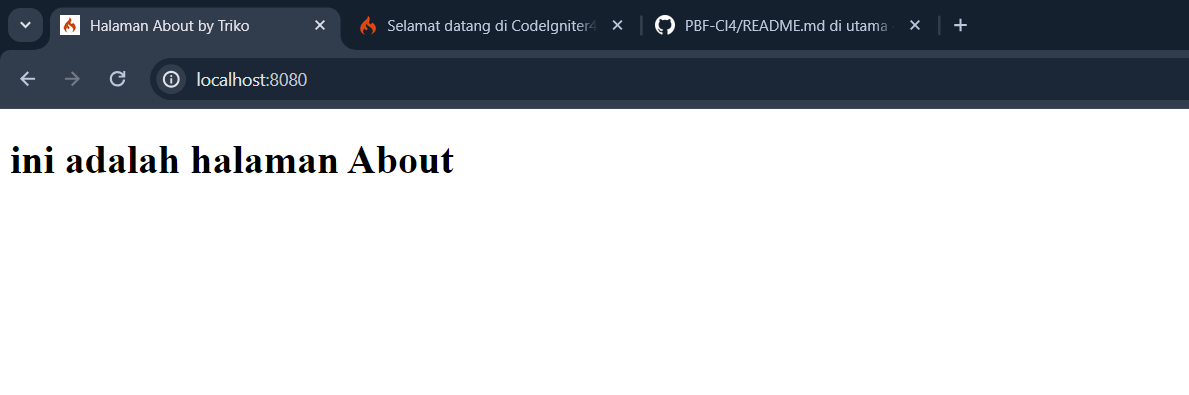 Halaman About by Triko
Selamat datang di CodeIgniter4
PBF-CI4/README.md di utama
localhost:8080
ini adalah halaman About